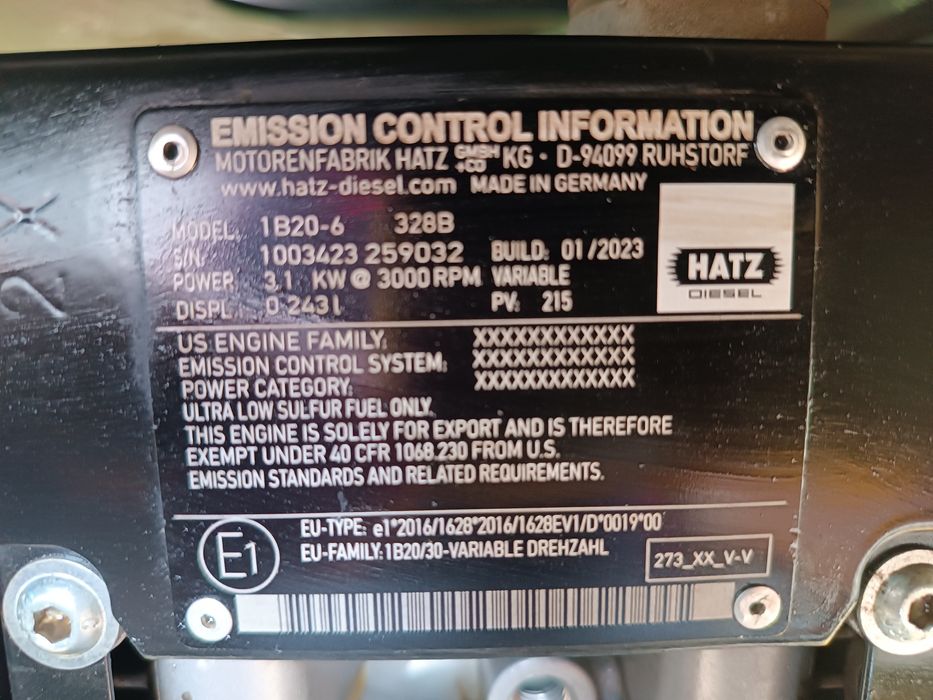 EMISSION CONTROL INFORMATION
MOTORENFABRIK HATZ GMBH +CO KG · D-94099 RUHSTORF
www.hatz-diesel.com MADE IN GERMANY
MODEL: 1B20-6 328B
S/N: 1003423 259032 BUILD: 01/2023
POWER 3,1 KW @ 3000 RPM VARIABLE
DISPL.: 0.243 l PV: 215
HATZ
DIESEL
US ENGINE FAMILY: XXXXXXXXXXXX
EMISSION CONTROL SYSTEM: XXXXXXXXXXXX
POWER CATEGORY: XXXXXXXXXXXX
ULTRA LOW SULFUR FUEL ONLY.
THIS ENGINE IS SOLELY FOR EXPORT AND IS THEREFORE
EXEMPT UNDER 40 CFR 1068.230 FROM U.S.
EMISSION STANDARDS AND RELATED REQUIREMENTS.
E1
EU-TYPE: e1*2016/1628*2016/1628EV1/D*0019*00
EU-FAMILY: 1B20/30-VARIABLE DREHZAHL
273_XX_V-V
2 X